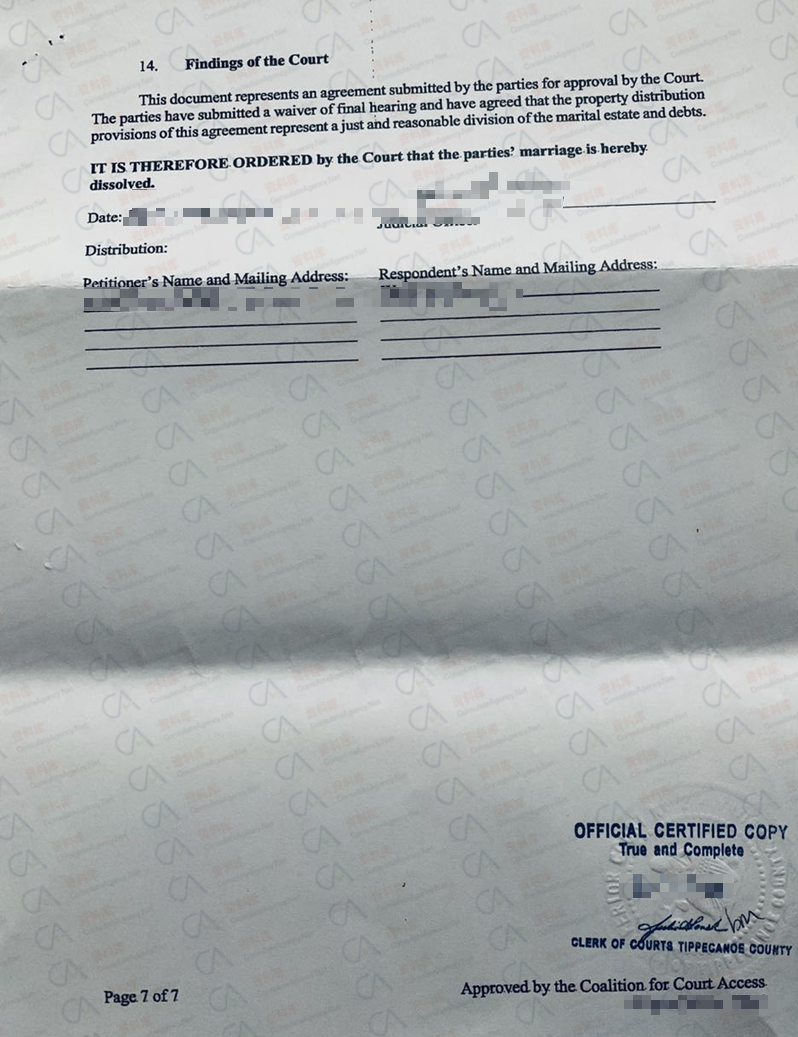 14. Findings of the Court
This document represents an agreement submitted by the parties for approval by the Court.
The parties have submitted a waiver of final hearing and have agreed that the property distribution
provisions of this agreement represent a just and reasonable division of the marital estate and debts.
IT IS THEREFORE ORDERED by the Court that the parties' marriage is hereby
dissolved.
Date:
Judicial Officer
Distribution:
Petitioner's Name and Mailing Address: Respondent's Name and Mailing Address:
OFFICIAL CERTIFIED COPY
True and Complete
CLERK OF COURTS TIPPECANOE COUNTY
Page 7 of 7
Approved by the Coalition for Court Access